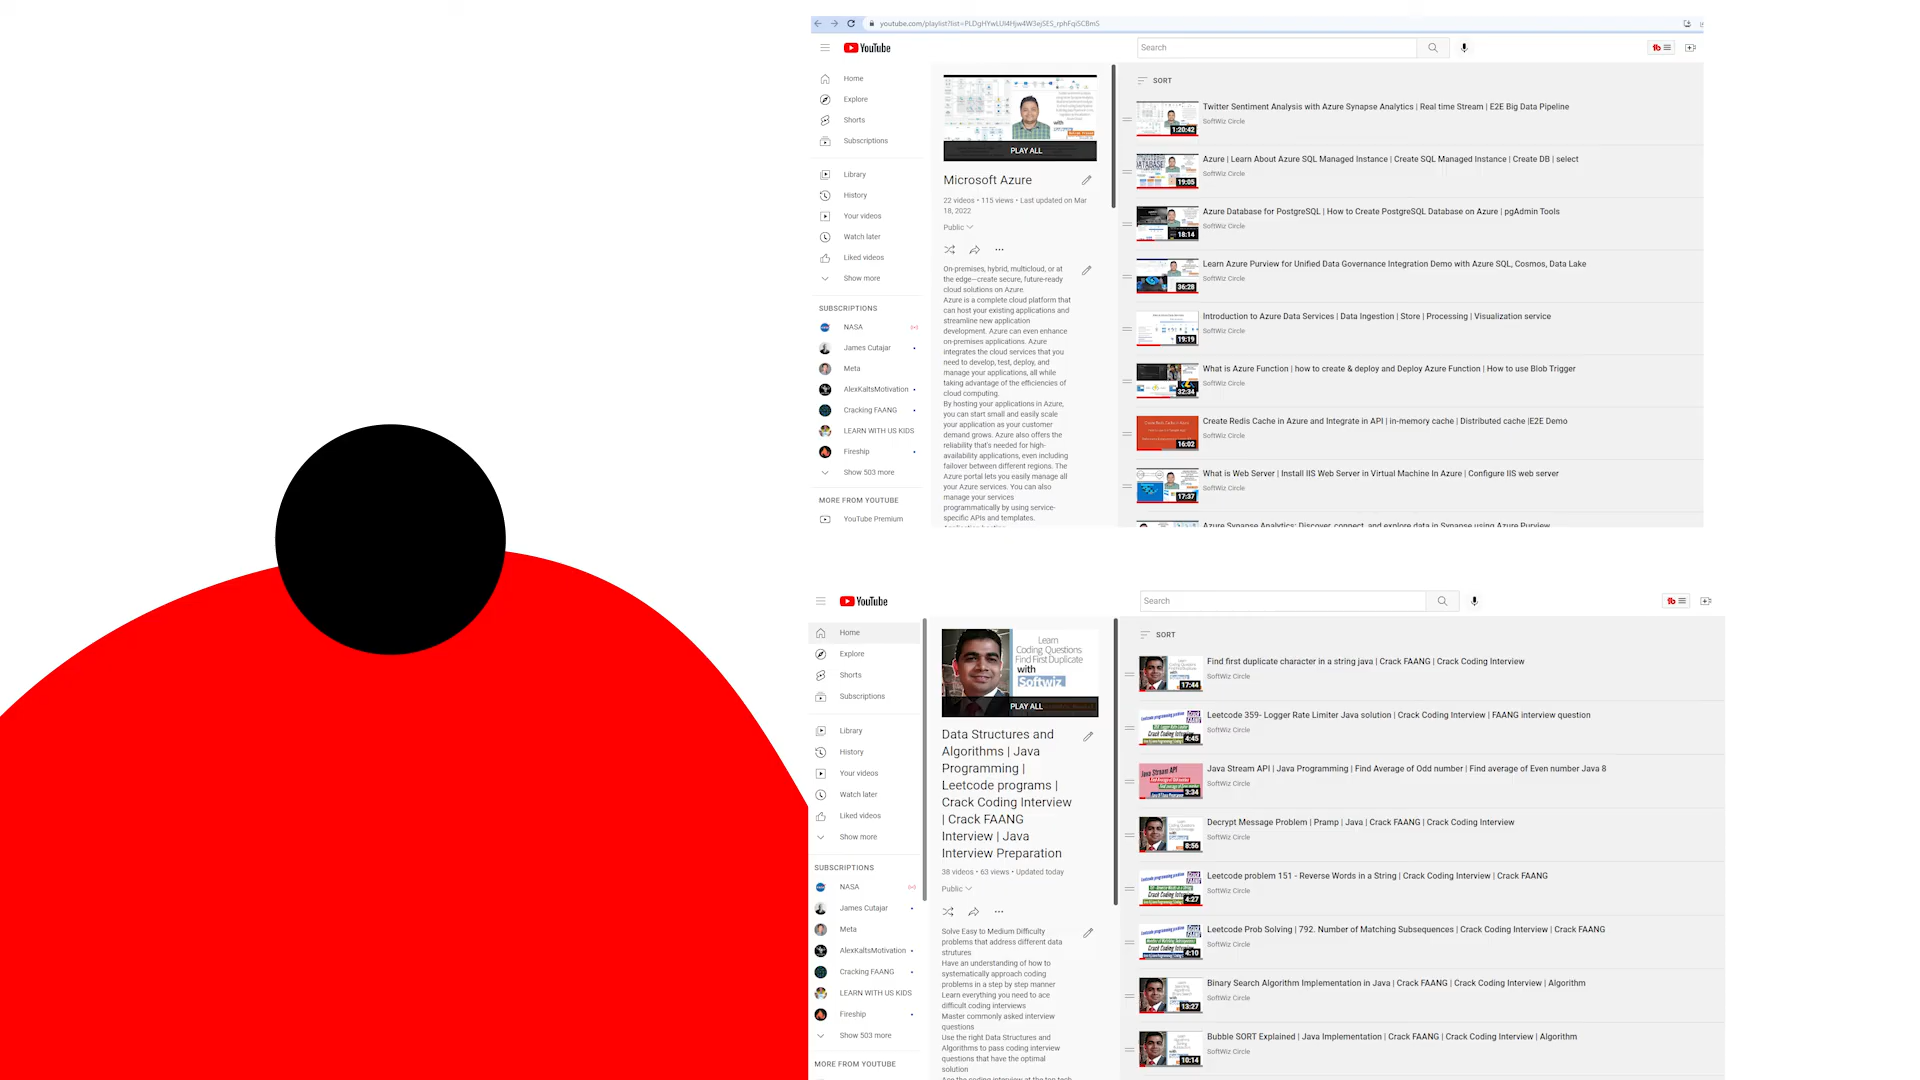 youtube.com/playlist?list=PLDgHYwLUl4Hjw4W3ejSES_rphFqiSCBmS
YouTube
Search
Home
Explore
Shorts
Subscriptions
Library
History
Your videos
Watch later
Liked videos
Show more
SUBSCRIPTIONS
NASA
James Cutajar
Meta
AlexKaltsMotivation
Cracking FAANG
LEARN WITH US KIDS
Fireship
Show 503 more
MORE FROM YOUTUBE
YouTube Premium
with
PLAY ALL
Microsoft Azure
22 videos • 115 views • Last updated on Mar
18, 2022
Public
On-premises, hybrid, multicloud, or at
the edge—create secure, future-ready
cloud solutions on Azure
Azure is a complete cloud platform that
can host your existing applications and
streamline new application
development. Azure can even enhance
on-premises applications. Azure
integrates the cloud services that you
need to develop, test, deploy, and
manage your applications, all while
taking advantage of the efficiencies of
cloud computing.
By hosting your applications in Azure,
you can start small and easily scale
your application as your customer
demand grows. Azure also offers the
reliability that's needed for high-
availability applications, even including
failover between different regions. The
Azure portal lets you easily manage all
your Azure services. You can also
manage your services
programmatically by using service-
specific APIs and templates.
SORT
Twitter Sentiment Analysis with Azure Synapse Analytics | Real time Stream | E2E Big Data Pipeline
SoftWiz Circle
1:20:42
Azure | Learn About Azure SQL Managed Instance | Create SQL Managed Instance | Create DB | select
SoftWiz Circle
19:05
Azure Database for PostgreSQL | How to Create PostgreSQL Database on Azure | pgAdmin Tools
SoftWiz Circle
18:14
Learn Azure Purview for Unified Data Governance Integration Demo with Azure SQL, Cosmos, Data Lake
SoftWiz Circle
36:28
Introduction to Azure Data Services | Data Ingestion | Store | Processing | Visualization service
SoftWiz Circle
19:19
What is Azure Function | how to create & deploy and Deploy Azure Function | How to use Blob Trigger
SoftWiz Circle
32:34
Create Redis Cache in Azure and Integrate in API | in-memory cache | Distributed cache |E2E Demo
SoftWiz Circle
16:02
What is Web Server | Install IIS Web Server in Virtual Machine In Azure | Configure IIS web server
SoftWiz Circle
17:37
Azure Synapse Analytics: Discover, connect, and explore data in Synapse using Azure Purview
YouTube
Search
Home
Explore
Shorts
Subscriptions
Library
History
Your videos
Watch later
Liked videos
Show more
SUBSCRIPTIONS
NASA
James Cutajar
Meta
AlexKaltsMotivation
Cracking FAANG
LEARN WITH US KIDS
Fireship
Show 503 more
MORE FROM YOUTUBE
Learn
Coding Questions
Find First Duplicate
with
Softwiz
PLAY ALL
Data Structures and
Algorithms | Java
Programming |
Leetcode programs |
Crack Coding Interview
| Crack FAANG
Interview | Java
Interview Preparation
38 videos • 63 views • Updated today
Public
Solve Easy to Medium Difficulty
problems that address different data
strutures
Have an understanding of how to
systematically approach coding
problems in a step by step manner
Learn everything you need to ace
difficult coding interviews
Master commonly asked interview
questions
Use the right Data Structures and
Algorithms to pass coding interview
questions that have the optimal
solution
Ace the coding interview at the top tech
SORT
Find first duplicate character in a string java | Crack FAANG | Crack Coding Interview
SoftWiz Circle
17:44
Leetcode 359- Logger Rate Limiter Java solution | Crack Coding Interview | FAANG interview question
SoftWiz Circle
4:45
Java Stream API | Java Programming | Find Average of Odd number | Find average of Even number Java 8
SoftWiz Circle
3:34
Decrypt Message Problem | Pramp | Java | Crack FAANG | Crack Coding Interview
SoftWiz Circle
8:56
Leetcode problem 151 - Reverse Words in a String | Crack Coding Interview | Crack FAANG
SoftWiz Circle
4:27
Leetcode Prob Solving | 792. Number of Matching Subsequences | Crack Coding Interview | Crack FAANG
SoftWiz Circle
4:10
Binary Search Algorithm Implementation in Java | Crack FAANG | Crack Coding Interview | Algorithm
SoftWiz Circle
13:27
Bubble SORT Explained | Java Implementation | Crack FAANG | Crack Coding Interview | Algorithm
SoftWiz Circle
10:14